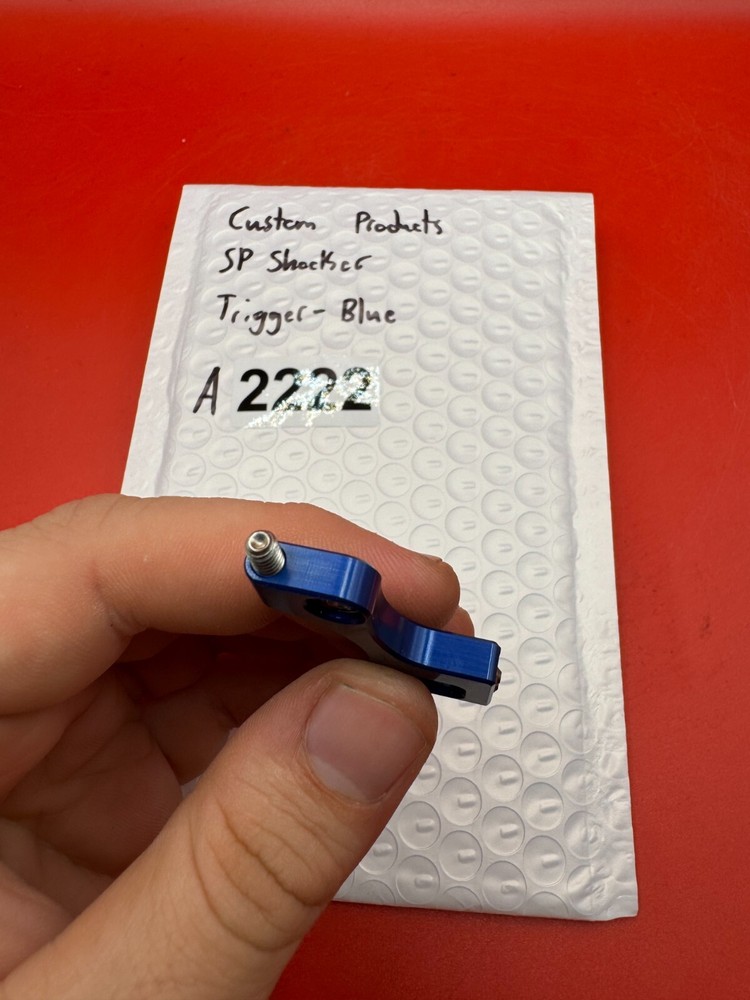 Custom Products
SP Shocker
Trigger- Blue
A 2222